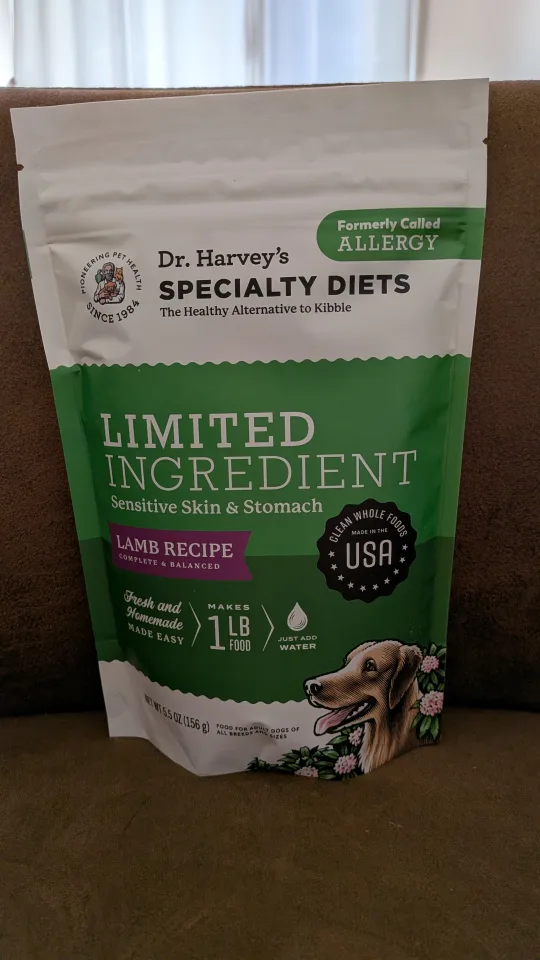 Formerly Called
ALLERGY
PIONEERING PET HEALTH
SINCE 1984
Dr. Harvey's
SPECIALTY DIETS
The Healthy Alternative to Kibble
LIMITED
INGREDIENT
Sensitive Skin & Stomach
LAMB RECIPE
COMPLETE & BALANCED
CLEAN WHOLE FOODS
MADE IN THE
USA
Fresh and
Homemade
MADE EASY
MAKES
1 LB
FOOD
JUST ADD
WATER
NET WT 5.5 OZ (156 g)
FOOD FOR ADULT DOGS OF
ALL BREEDS AND SIZES